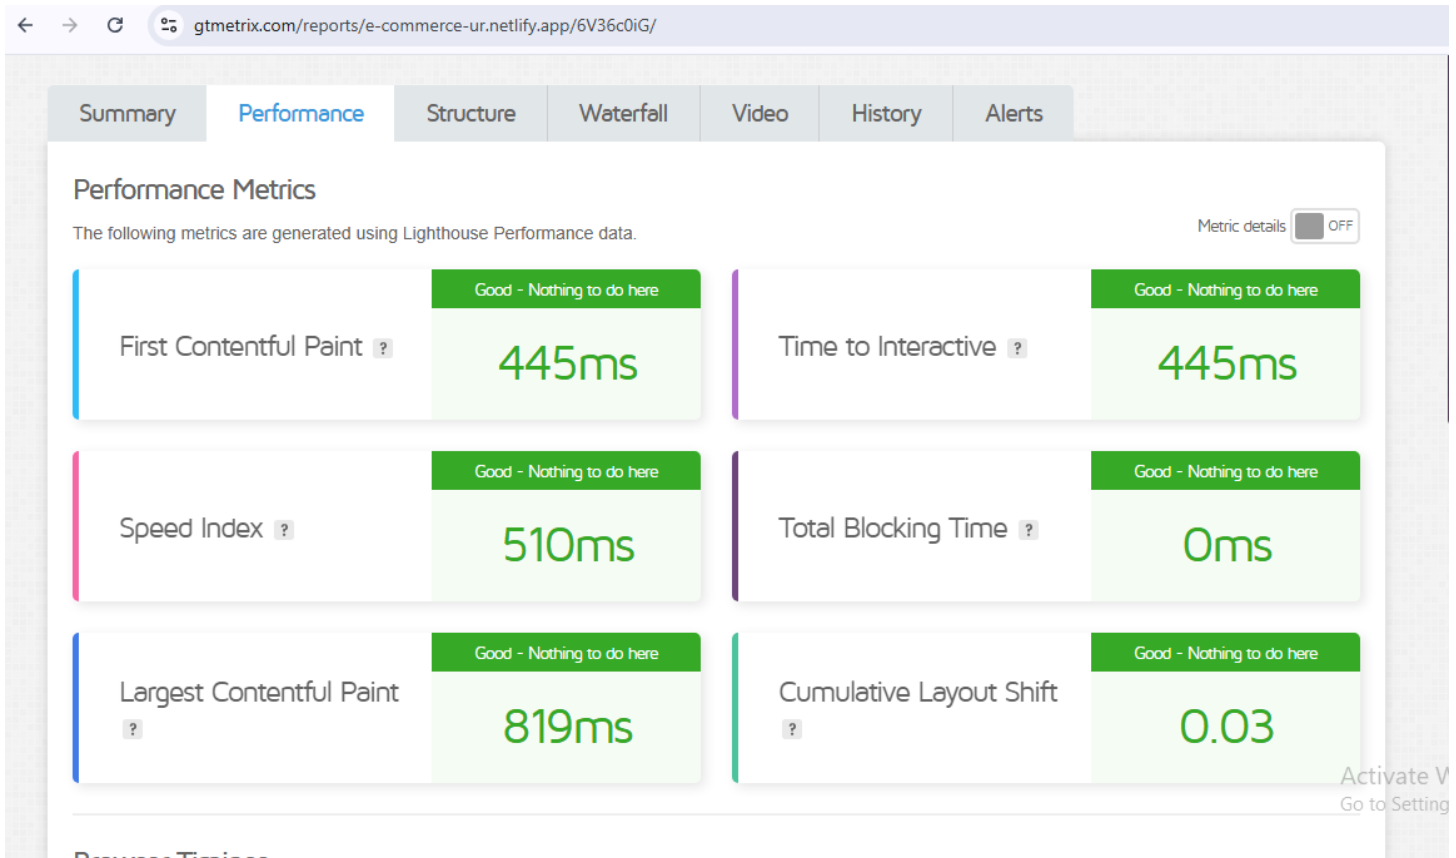 gtmetrix.com/reports/e-commerce-ur.netlify.app/6V36c0iG/
Summary Performance Structure Waterfall Video History Alerts
Performance Metrics
The following metrics are generated using Lighthouse Performance data.
Metric details OFF
Good - Nothing to do here
First Contentful Paint ?
445ms
Good - Nothing to do here
Time to Interactive ?
445ms
Good - Nothing to do here
Speed Index ?
510ms
Good - Nothing to do here
Total Blocking Time ?
0ms
Good - Nothing to do here
Largest Contentful Paint
?
819ms
Good - Nothing to do here
Cumulative Layout Shift
?
0.03
Activate W
Go to Setting
Browser Timings